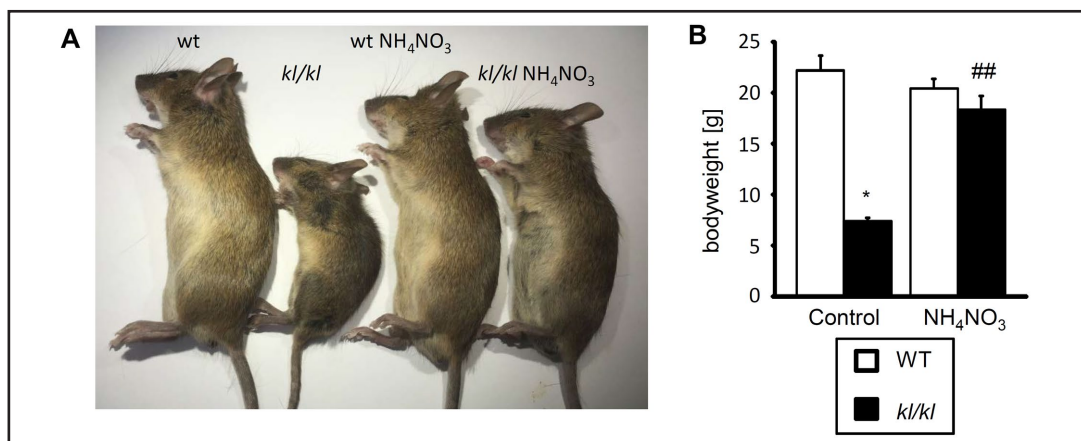 A
wt
kl/kl
wt NH₄NO₃
kl/kl NH₄NO₃
B
bodyweight [g]
25
20
15
10
5
0
*
##
Control
NH₄NO₃
WT
kl/kl